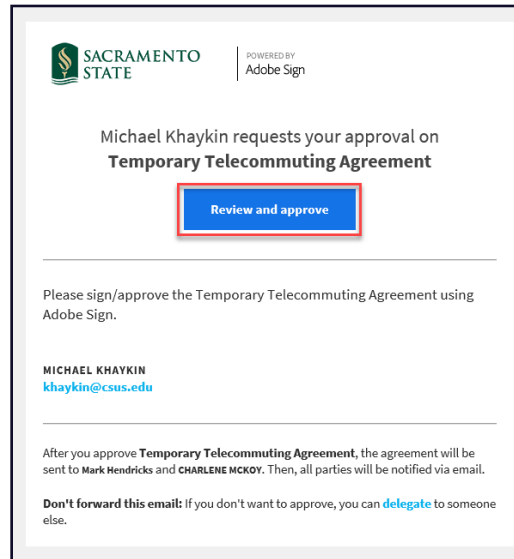 SACRAMENTO
STATE
POWERED BY
Adobe Sign
Michael Khaykin requests your approval on
Temporary Telecommuting Agreement
Review and approve
Please sign/approve the Temporary Telecommuting Agreement using
Adobe Sign.
MICHAEL KHAYKIN
khaykin@csus.edu
After you approve Temporary Telecommuting Agreement, the agreement will be
sent to Mark Hendricks and CHARLENE MCKOY. Then, all parties will be notified via email.
Don't forward this email: If you don't want to approve, you can delegate to someone
else.